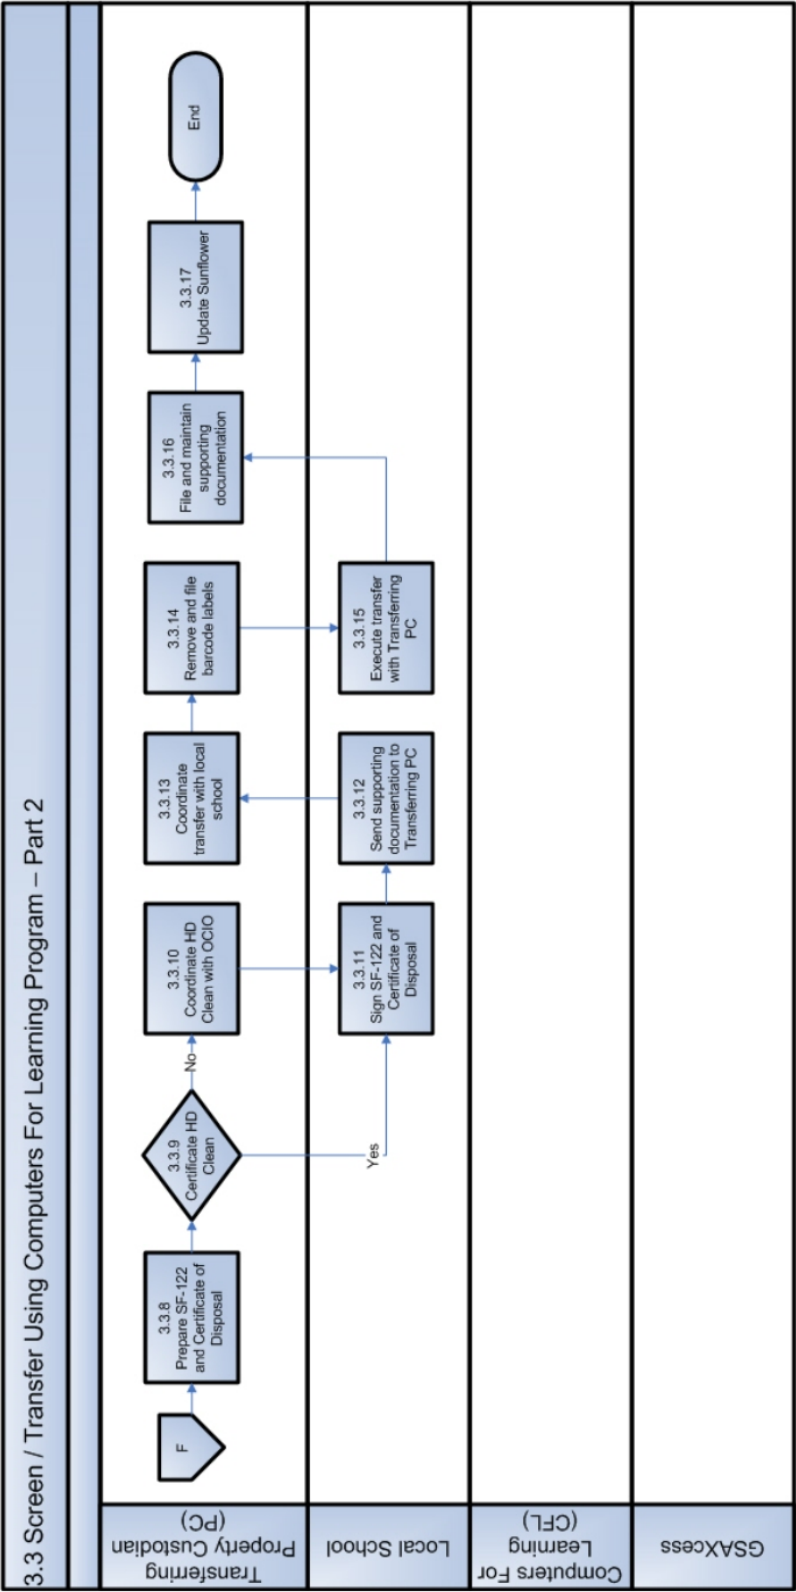 3.3 Screen / Transfer Using Computers For Learning Program – Part 2
Transferring
Property Custodian
(PC)
F
3.3.8
Prepare SF-122
and Certificate of
Disposal
3.3.9
Certificate HD
Clean
No
Yes
3.3.10
Coordinate HD
Clean with OCIO
3.3.13
Coordinate
transfer with local
school
3.3.14
Remove and file
barcode labels
3.3.16
File and maintain
supporting
documentation
3.3.17
Update Sunflower
End
Local School
3.3.11
Sign SF-122 and
Certificate of
Disposal
3.3.12
Send supporting
documentation to
Transferring PC
3.3.15
Execute transfer
with Transferring
PC
Computers For
Learning
(CFL)
GSAXcess